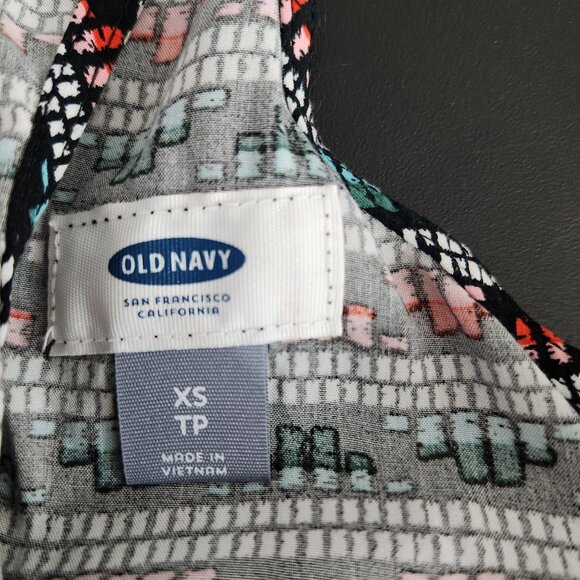 OLD NAVY
SAN FRANCISCO
CALIFORNIA
XS
TP
MADE IN
VIETNAM